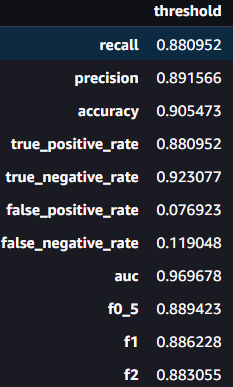 threshold
recall 0.880952
precision 0.891566
accuracy 0.905473
true_positive_rate 0.880952
true_negative_rate 0.923077
false_positive_rate 0.076923
false_negative_rate 0.119048
auc 0.969678
f0_5 0.889423
f1 0.886228
f2 0.883055